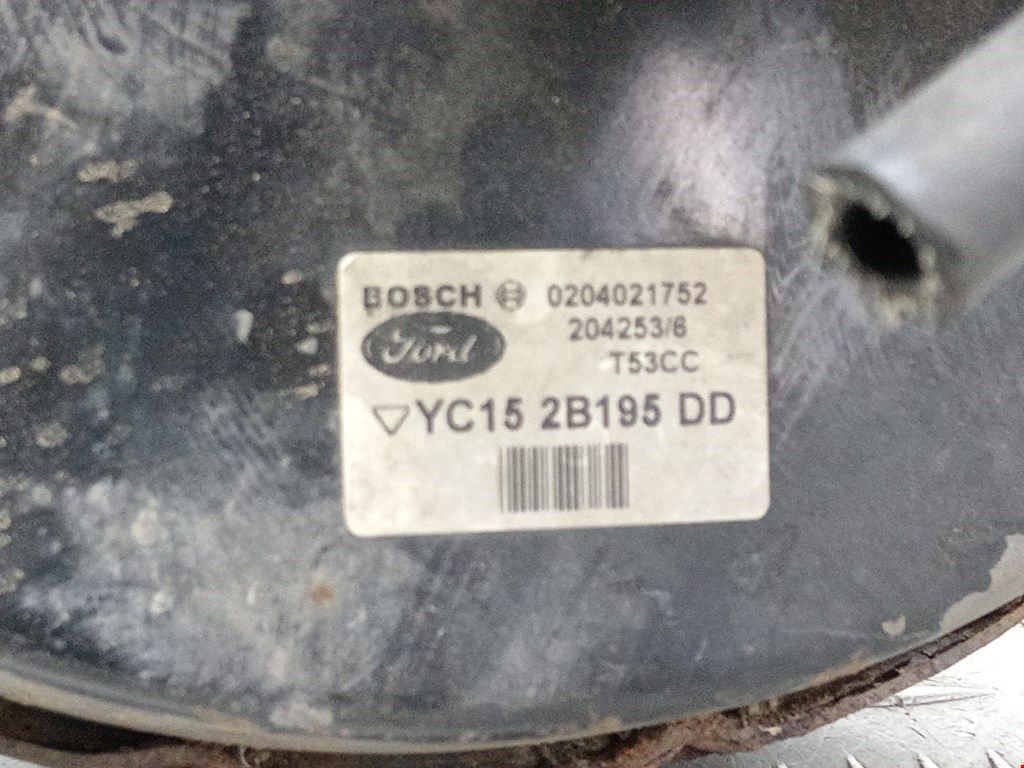 BOSCH 0204021752
Ford 204253/6
T53CC
YC15 2B195 DD